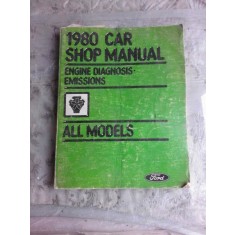 1980 CAR
SHOP MANUAL
ENGINE DIAGNOSIS-
EMISSIONS
ALL MODELS
Ford